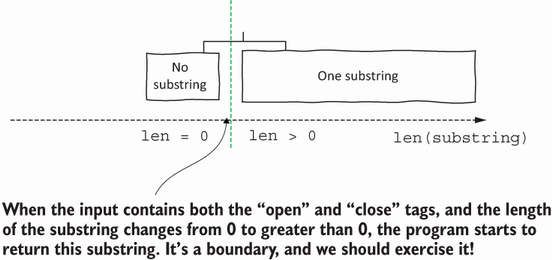 No
substring
One substring
len = 0
len > 0
len(substring)
When the input contains both the “open” and “close” tags, and the length
of the substring changes from 0 to greater than 0, the program starts to
return this substring. It’s a boundary, and we should exercise it!